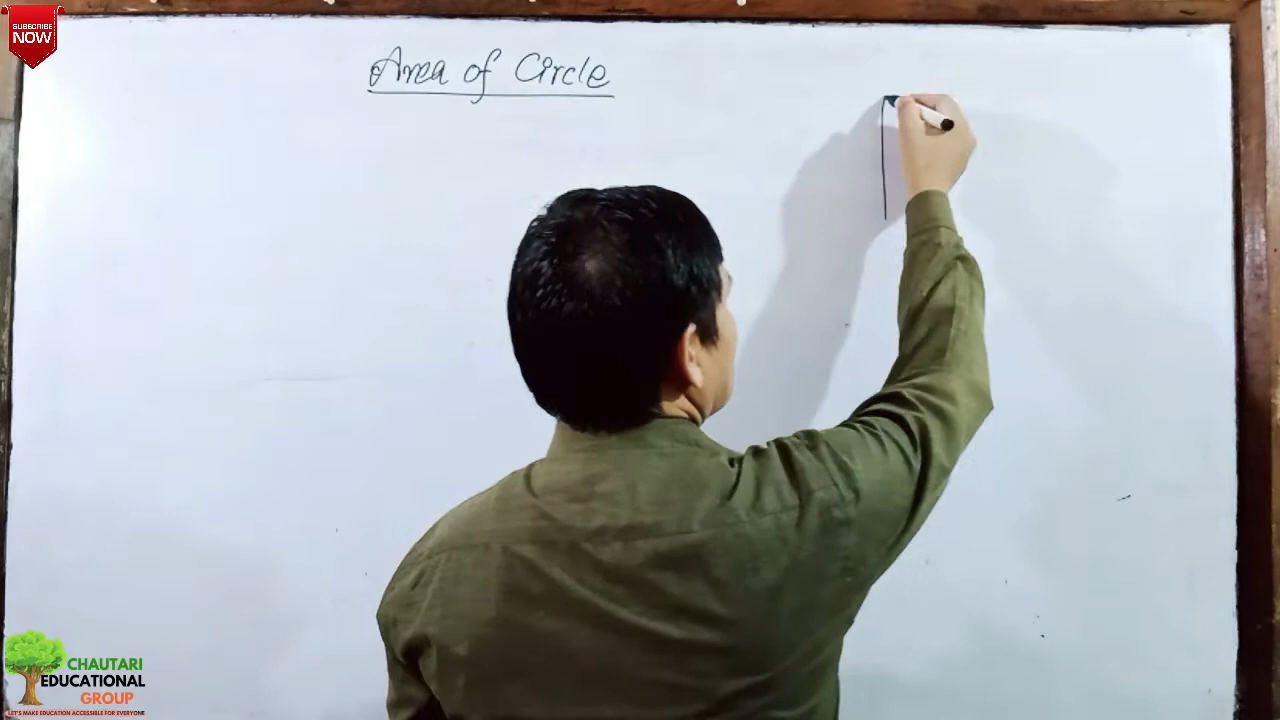 SUBSCRIBE
NOW
Area of Circle
CHAUTARI
EDUCATIONAL
GROUP
LET'S MAKE EDUCATION ACCESSIBLE FOR EVERYONE